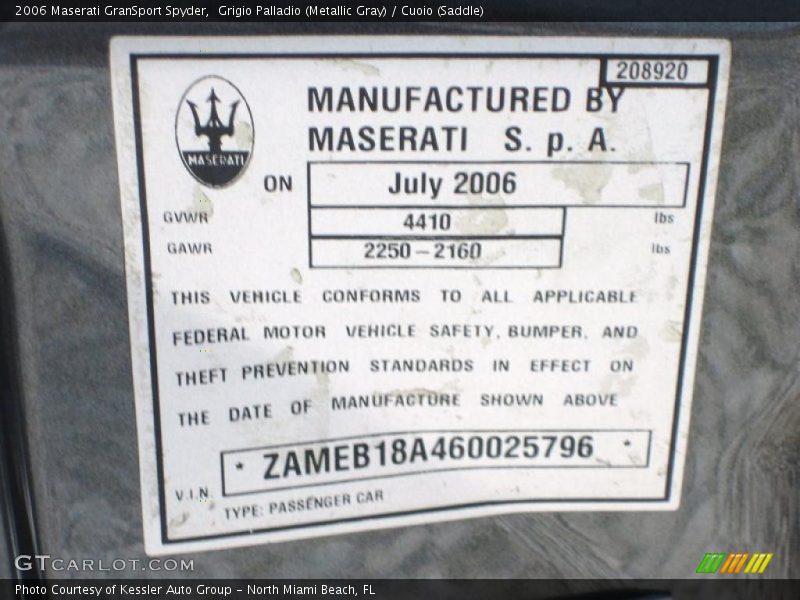 2006 Maserati GranSport Spyder, Grigio Palladio (Metallic Gray) / Cuoio (Saddle)
208920
MASERATI
MANUFACTURED BY
MASERATI S. p. A.
ON July 2006
GVWR 4410 lbs
GAWR 2250-2160 lbs
THIS VEHICLE CONFORMS TO ALL APPLICABLE
FEDERAL MOTOR VEHICLE SAFETY, BUMPER, AND
THEFT PREVENTION STANDARDS IN EFFECT ON
THE DATE OF MANUFACTURE SHOWN ABOVE
V.I.N. * ZAMEB18A460025796 *
TYPE: PASSENGER CAR
GTCARLOT.COM
Photo Courtesy of Kessler Auto Group - North Miami Beach, FL